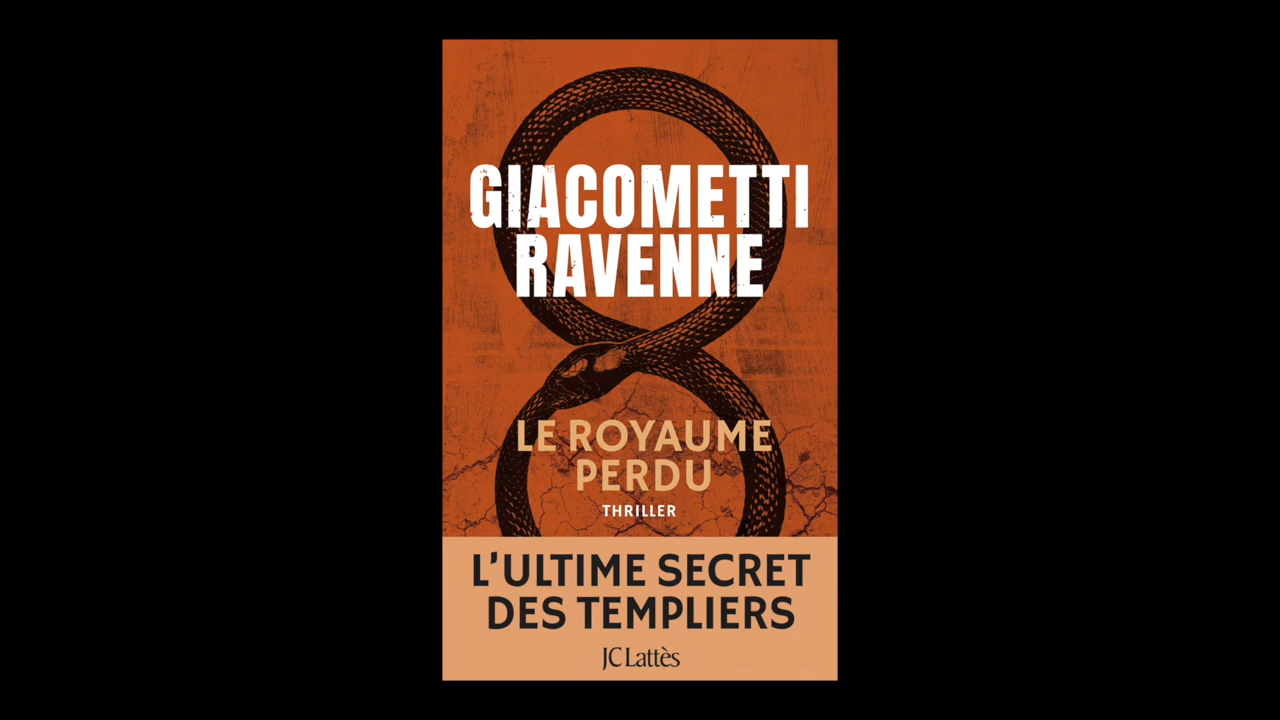 GIACOMETTI
RAVENNE
LE ROYAUME
PERDU
THRILLER
L'ULTIME SECRET
DES TEMPLIERS
JC Lattès